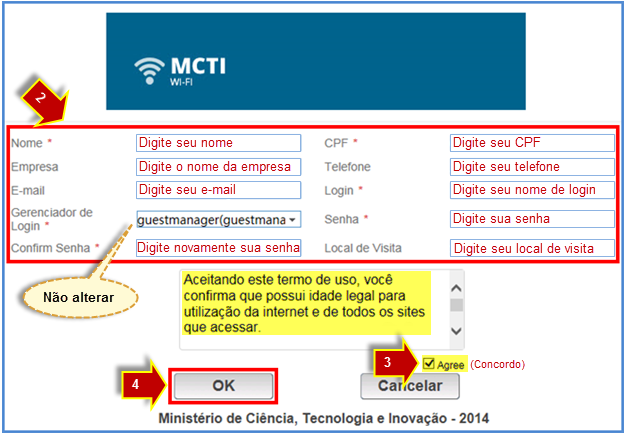 MCTI
WI-FI
2
Nome * Digite seu nome CPF * Digite seu CPF
Empresa Digite o nome da empresa Telefone Digite seu telefone
E-mail Digite seu e-mail Login * Digite seu nome de login
Gerenciador de
Login * guestmanager(guestmana Senha * Digite sua senha
Confirm Senha * Digite novamente sua senha Local de Visita Digite seu local de visita
Não alterar
Aceitando este termo de uso, você
confirma que possui idade legal para
utilização da internet e de todos os sites
que acessar.
3 Agree (Concordo)
4 OK Cancelar
Ministério de Ciência, Tecnologia e Inovação - 2014